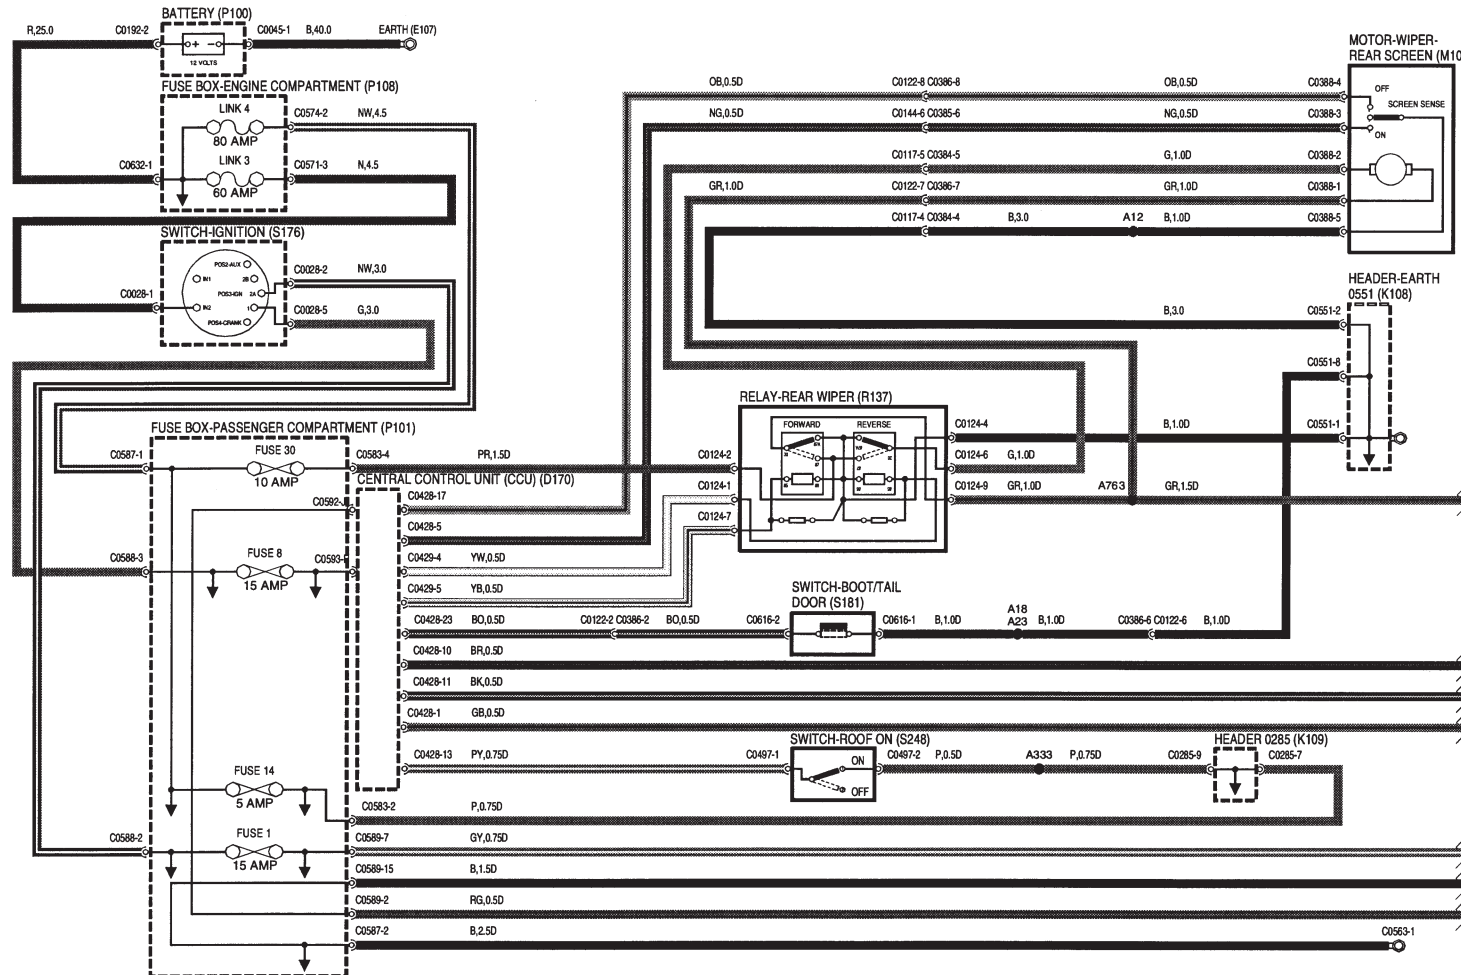 BATTERY (P100)
R,25.0
C0192-2
C0045-1
B,40.0
EARTH (E107)
+ -
12 VOLTS
FUSE BOX-ENGINE COMPARTMENT (P108)
LINK 4
80 AMP
C0574-2
NW,4.5
LINK 3
60 AMP
C0632-1
C0571-3
N,4.5
SWITCH-IGNITION (S176)
POS2-AUX
IN1
2B
POS3-IGN
2A
IN2
1
POS4-CRANK
C0028-1
C0028-2
NW,3.0
C0028-5
G,3.0
MOTOR-WIPER-
REAR SCREEN (M10
OB,0.5D
C0122-8 C0386-8
OB,0.5D
C0388-4
OFF
SCREEN SENSE
ON
NG,0.5D
C0144-6 C0385-6
NG,0.5D
C0388-3
C0117-5 C0384-5
G,1.0D
C0388-2
GR,1.0D
C0122-7 C0386-7
GR,1.0D
C0388-1
C0117-4 C0384-4
B,3.0
A12
B,1.0D
C0388-5
HEADER-EARTH
0551 (K108)
B,3.0
C0551-2
C0551-8
B,1.0D
C0551-1
RELAY-REAR WIPER (R137)
FORWARD
REVERSE
C0124-4
C0124-6
G,1.0D
C0124-9
GR,1.0D
A763
GR,1.5D
C0124-2
C0124-1
C0124-7
FUSE BOX-PASSENGER COMPARTMENT (P101)
FUSE 30
10 AMP
C0587-1
C0583-4
PR,1.5D
CENTRAL CONTROL UNIT (CCU) (D170)
C0592-
C0428-17
C0428-5
FUSE 8
15 AMP
C0588-3
C0593-
C0429-4
YW,0.5D
C0429-5
YB,0.5D
SWITCH-BOOT/TAIL
DOOR (S181)
C0428-23
BO,0.5D
C0122-2 C0386-2
BO,0.5D
C0616-2
C0616-1
B,1.0D
A18
A23
B,1.0D
C0386-6 C0122-6
B,1.0D
C0428-10
BR,0.5D
C0428-11
BK,0.5D
C0428-1
GB,0.5D
C0428-13
PY,0.75D
SWITCH-ROOF ON (S248)
C0497-1
ON
OFF
C0497-2
P,0.5D
A333
P,0.75D
HEADER 0285 (K109)
C0285-9
C0285-7
FUSE 14
5 AMP
C0583-2
P,0.75D
FUSE 1
15 AMP
C0588-2
C0589-7
GY,0.75D
C0589-15
B,1.5D
C0589-2
RG,0.5D
C0587-2
B,2.5D
C0563-1